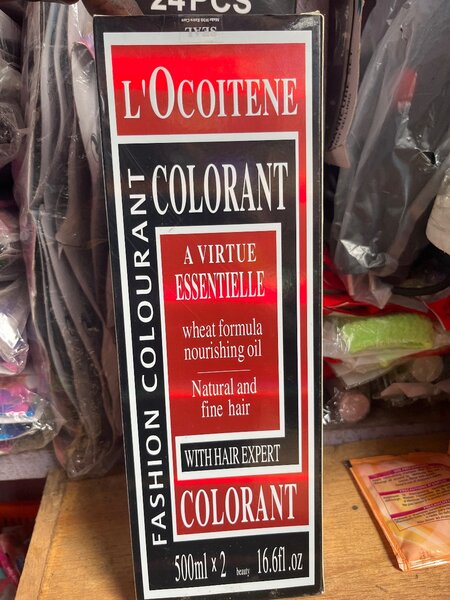 24PCS
SEAL
L'OCOITENE
COLORANT
FASHION COLOURANT
A VIRTUE
ESSENTIELLE
wheat formula
nourishing oil
Natural and
fine hair
WITH HAIR EXPERT
COLORANT
500ml × 2 beauty 16.6fl.oz